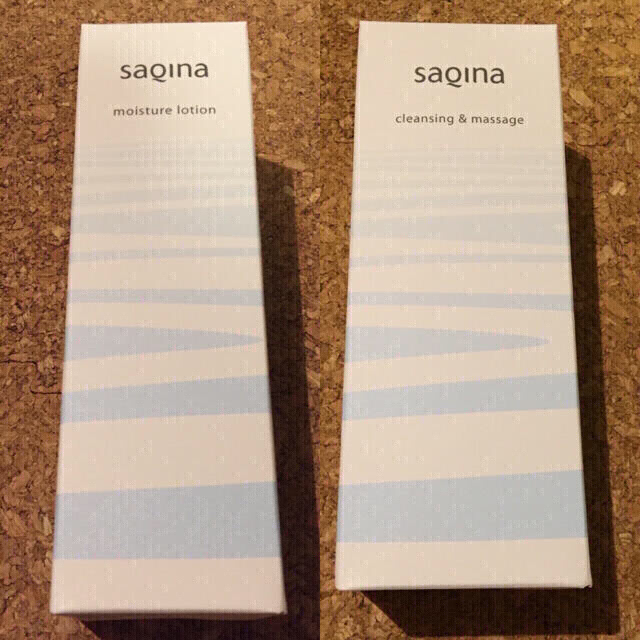 saqina
moisture lotion
saqina
cleansing & massage